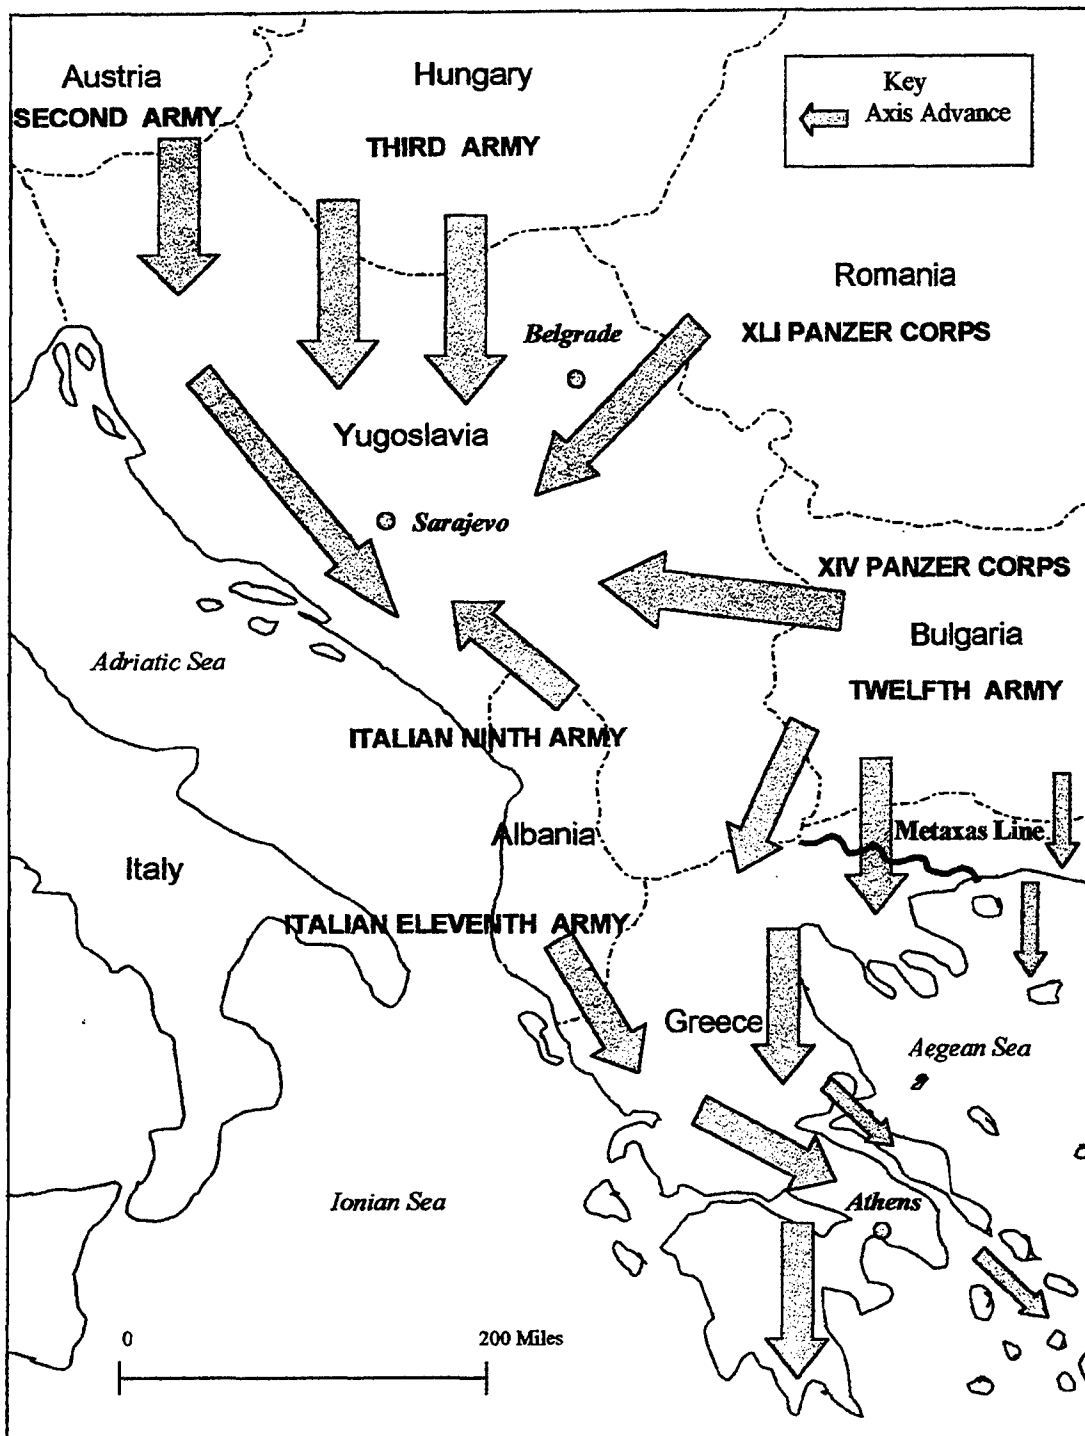 Austria
SECOND ARMY
Hungary
THIRD ARMY
Key
Axis Advance
Romania
XLI PANZER CORPS
Belgrade
Yugoslavia
Sarajevo
XIV PANZER CORPS
Bulgaria
TWELFTH ARMY
Adriatic Sea
ITALIAN NINTH ARMY
Albania
Metaxas Line
Italy
ITALIAN ELEVENTH ARMY
Greece
Aegean Sea
Ionian Sea
Athens
0
200 Miles